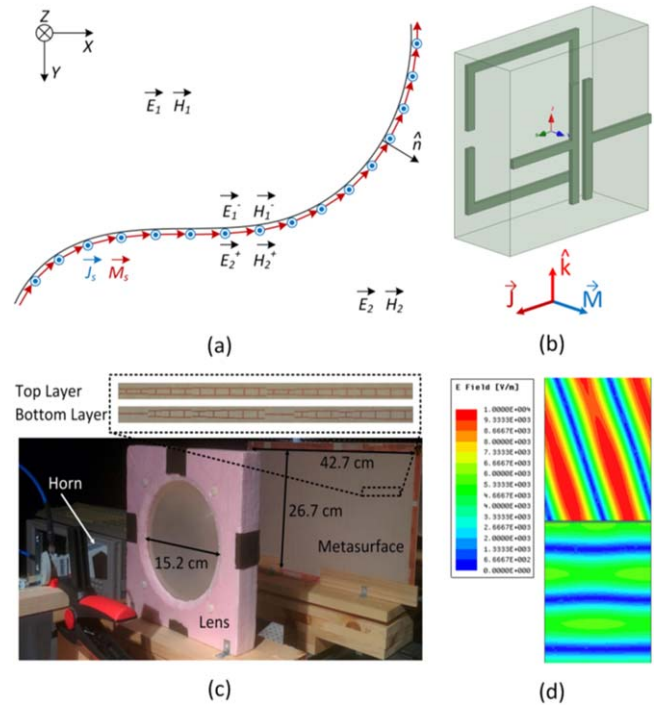 Z
X
Y
E₁ H₁
n̂
E₁⁻ H₁⁻
J_s M_s
E₂⁺ H₂⁺
E₂ H₂
(a)
k̂
J M
(b)
Top Layer
Bottom Layer
42.7 cm
Horn
26.7 cm
15.2 cm
Metasurface
Lens
(c)
E Field [V/m]
1.0000E+004
9.3333E+003
8.6667E+003
8.0000E+003
7.3333E+003
6.6667E+003
6.0000E+003
5.3333E+003
4.6667E+003
4.0000E+003
3.3333E+003
2.6667E+003
2.0000E+003
1.3333E+003
6.6667E+002
0.0000E+000
(d)